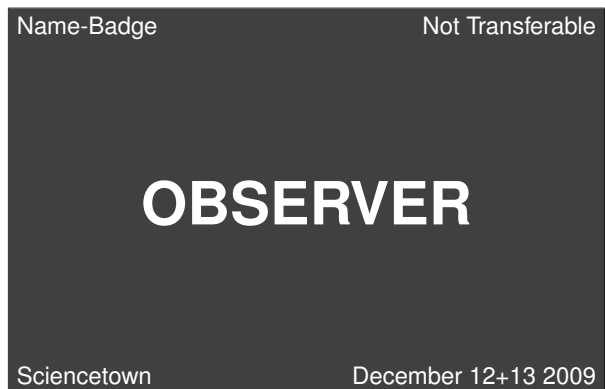 Name-Badge Not Transferable
OBSERVER
Sciencetown December 12+13 2009